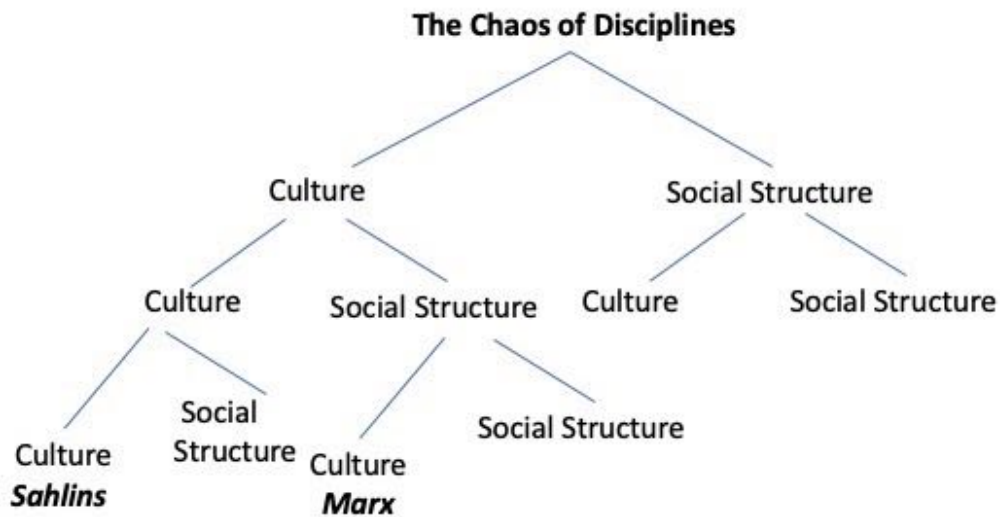 The Chaos of Disciplines
Culture
Social Structure
Culture
Social Structure
Culture
Social Structure
Culture
Sahlins
Social
Structure
Culture
Marx
Social Structure